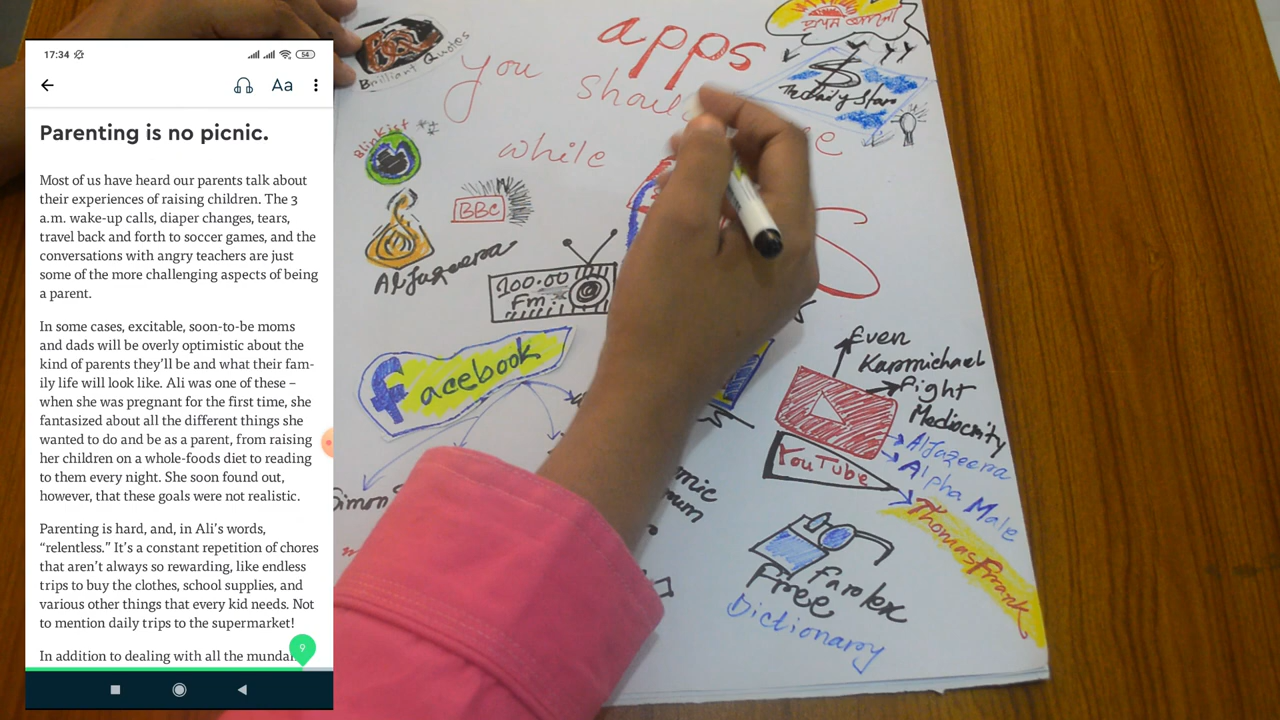 17:34
54
Aa
Parenting is no picnic.
Most of us have heard our parents talk about
their experiences of raising children. The 3
a.m. wake-up calls, diaper changes, tears,
travel back and forth to soccer games, and the
conversations with angry teachers are just
some of the more challenging aspects of being
a parent.
In some cases, excitable, soon-to-be moms
and dads will be overly optimistic about the
kind of parents they'll be and what their fam-
ily life will look like. Ali was one of these –
when she was pregnant for the first time, she
fantasized about all the different things she
wanted to do and be as a parent, from raising
her children on a whole-foods diet to reading
to them every night. She soon found out,
however, that these goals were not realistic.
Parenting is hard, and, in Ali's words,
“relentless.” It's a constant repetition of chores
that aren't always so rewarding, like endless
trips to buy the clothes, school supplies, and
various other things that every kid needs. Not
to mention daily trips to the supermarket!
In addition to dealing with all the
9
Brilliant Quotes
apps
you
while
প্রথম আলো
The Daily Star
Blinkist
BBC
AlJazeera
100.00
Fm
facebook
Simon
YouTube
Even
Karmichael
Fight
Mediocrity
AlJazeera
Alpha Male
Thomas Frank
Farlex
Free
Dictionary